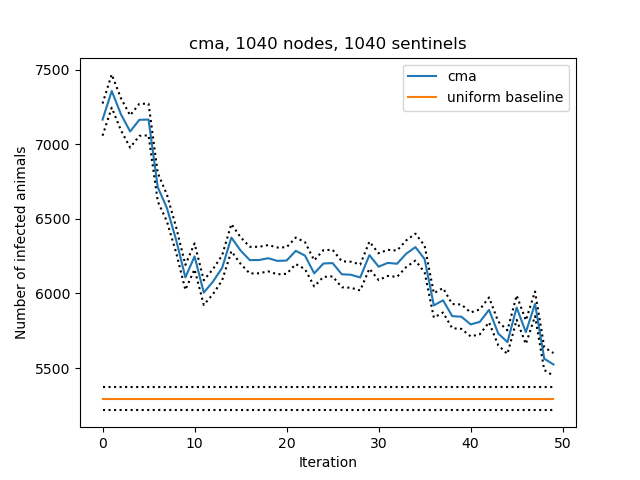 cma, 1040 nodes, 1040 sentinels
cma
uniform baseline
Number of infected animals
7500
7000
6500
6000
5500
0 10 20 30 40 50
Iteration